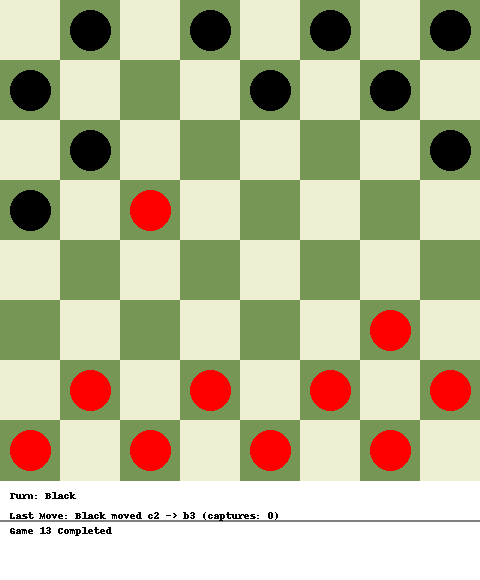 Turn: Black
Last Move: Black moved c2 -> b3 (captures: 0)
Game 13 Completed